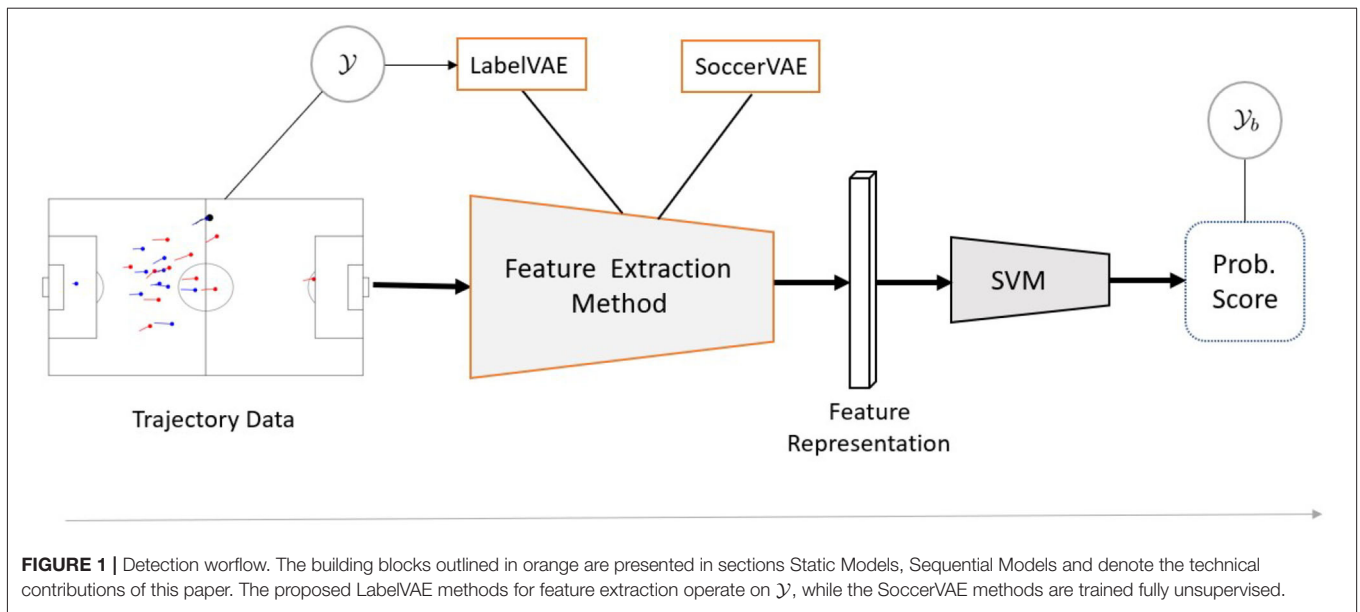 𝒴
LabelVAE
SoccerVAE
𝒴b
Feature Extraction
Method
SVM
Prob.
Score
Trajectory Data
Feature
Representation
FIGURE 1 | Detection worflow. The building blocks outlined in orange are presented in sections Static Models, Sequential Models and denote the technical
contributions of this paper. The proposed LabelVAE methods for feature extraction operate on 𝒴, while the SoccerVAE methods are trained fully unsupervised.